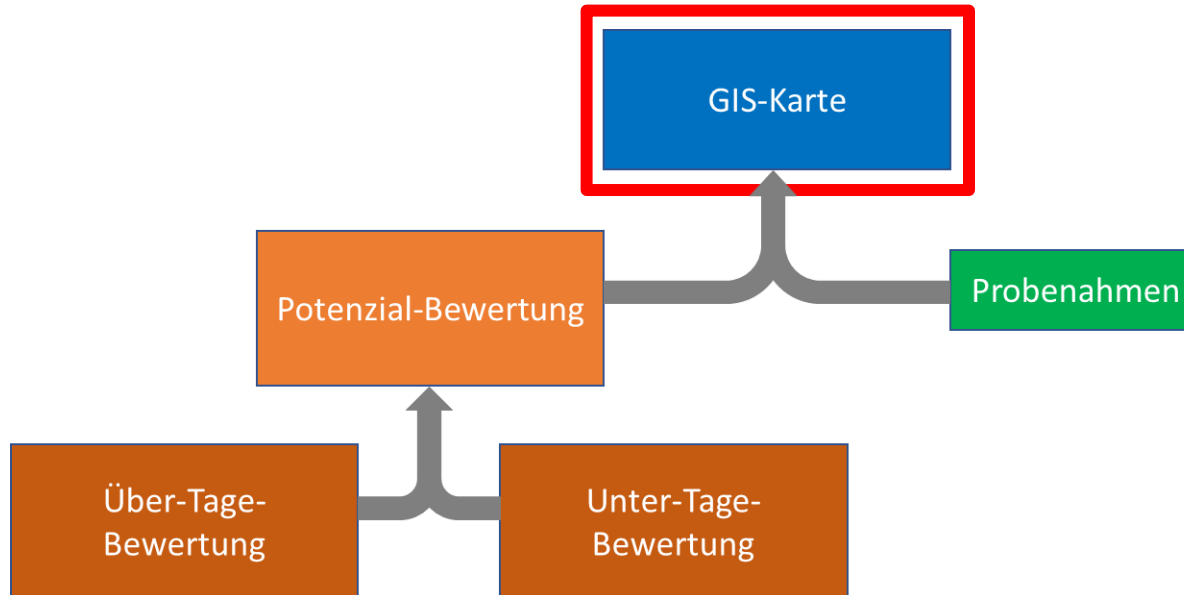 GIS-Karte
Potenzial-Bewertung
Probenahmen
Über-Tage-
Bewertung
Unter-Tage-
Bewertung